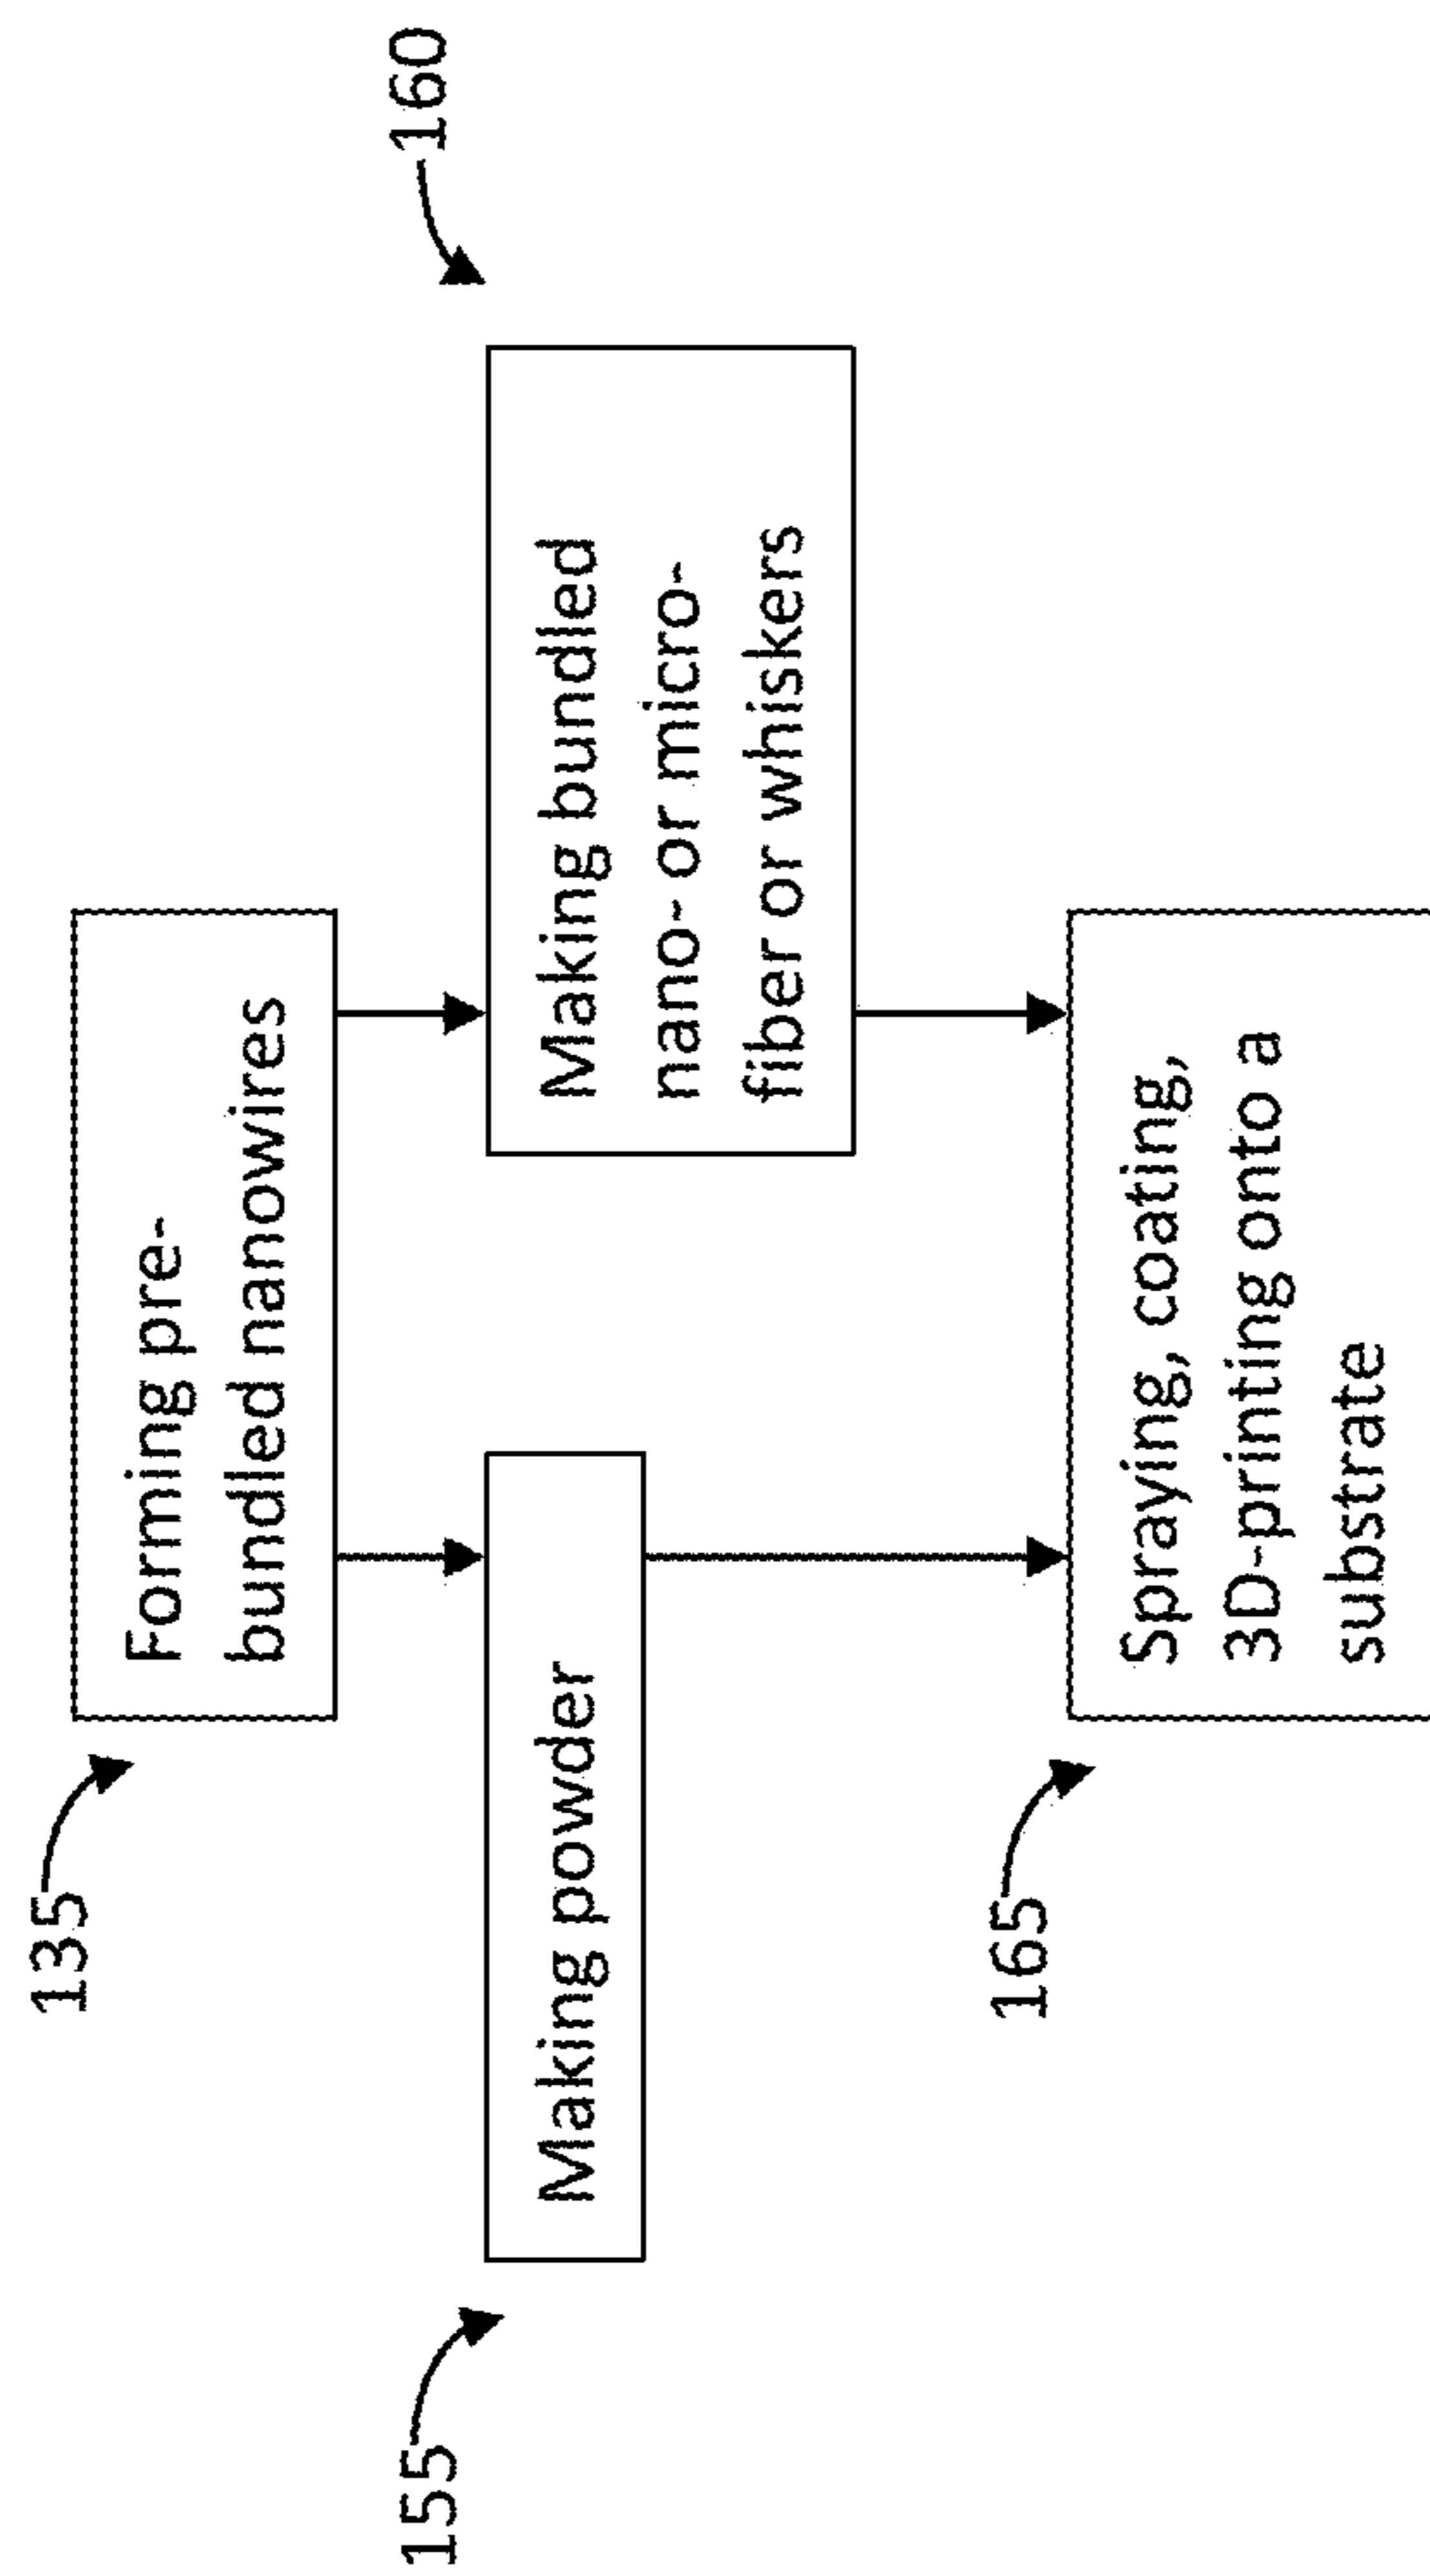 135
Forming pre-
bundled nanowires
155
Making powder
160
Making bundled
nano- or micro-
fiber or whiskers
165
Spraying, coating,
3D-printing onto a
substrate